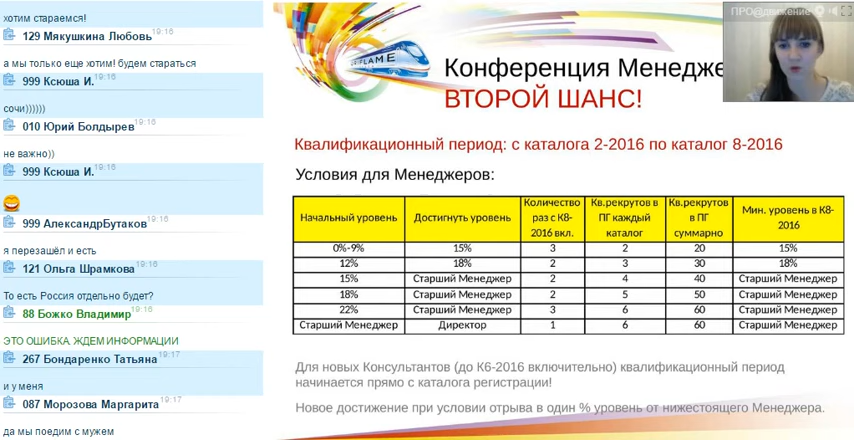 хотим стараемся!
129 Мякушкина Любовь 19:16
а мы только еще хотим! будем стараться
999 Ксюша И. 19:16
сочи))))))
010 Юрий Болдырев 19:16
не важно))
999 Ксюша И. 19:16
999 АлександрБутаков 19:16
я перезашёл и есть
121 Ольга Шрамкова 19:16
То есть Россия отдельно будет?
88 Божко Владимир 19:16
ЭТО ОШИБКА. ЖДЕМ ИНФОРМАЦИИ
267 Бондаренко Татьяна 19:17
и у меня
087 Морозова Маргарита 19:17
да мы поедим с мужем
ПРО@движение
Конференция Менедже
ВТОРОЙ ШАНС!
Квалификационный период: с каталога 2-2016 по каталог 8-2016
Условия для Менеджеров:
Начальный уровень Достигнуть уровень Количество раз с К8-2016 вкл. Кв.рекрутов в ПГ каждый каталог Кв.рекрутов в ПГ суммарно Мин. уровень в К8-2016
0%-9% 15% 3 2 20 15%
12% 18% 2 3 30 18%
15% Старший Менеджер 2 4 40 Старший Менеджер
18% Старший Менеджер 2 5 50 Старший Менеджер
22% Старший Менеджер 3 6 60 Старший Менеджер
Старший Менеджер Директор 1 6 60 Старший Менеджер
Для новых Консультантов (до К6-2016 включительно) квалификационный период
начинается прямо с каталога регистрации!
Новое достижение при условии отрыва в один % уровень от нижестоящего Менеджера.